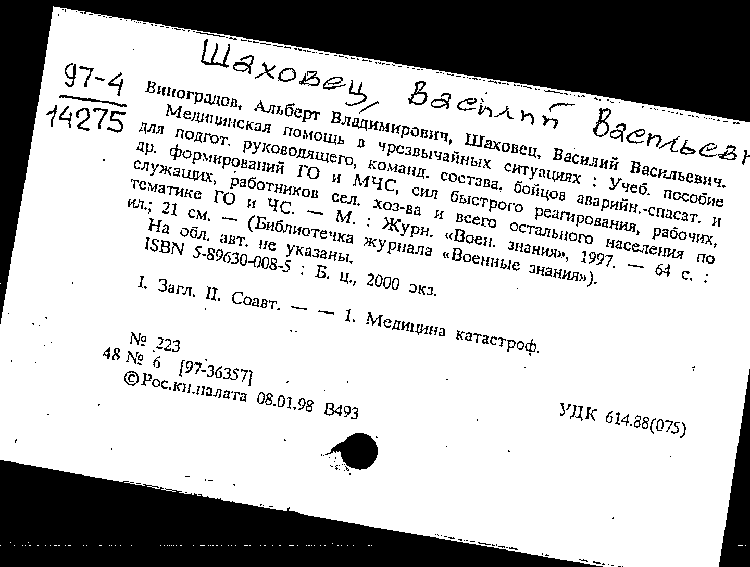 Шаховец, Василий Васильеви
97-4
14275
Виноградов, Альберт Владимирович, Шаховец, Василий Васильевич.
Медицинская помощь в чрезвычайных ситуациях : Учеб. пособие
для подгот. руководящего, команд. состава, бойцов аварийн.-спасат. и
др. формирований ГО и МЧС, сил быстрого реагирования, рабочих,
служащих, работников сел. хоз-ва и всего остального населения по
тематике ГО и ЧС. — М. : Журн. «Воен. знания», 1997. — 64 с. :
ил.; 21 см. — (Библиотечка журнала «Военные знания»).
На обл. авт. не указаны.
ISBN 5-89630-008-5 : Б. ц., 2000 экз.
I. Загл. II. Соавт. — — 1. Медицина катастроф.
№ 223
48 № 6 [97-36357]
© Рос.кн.палата 08.01.98 В493
УДК 614.88(075)